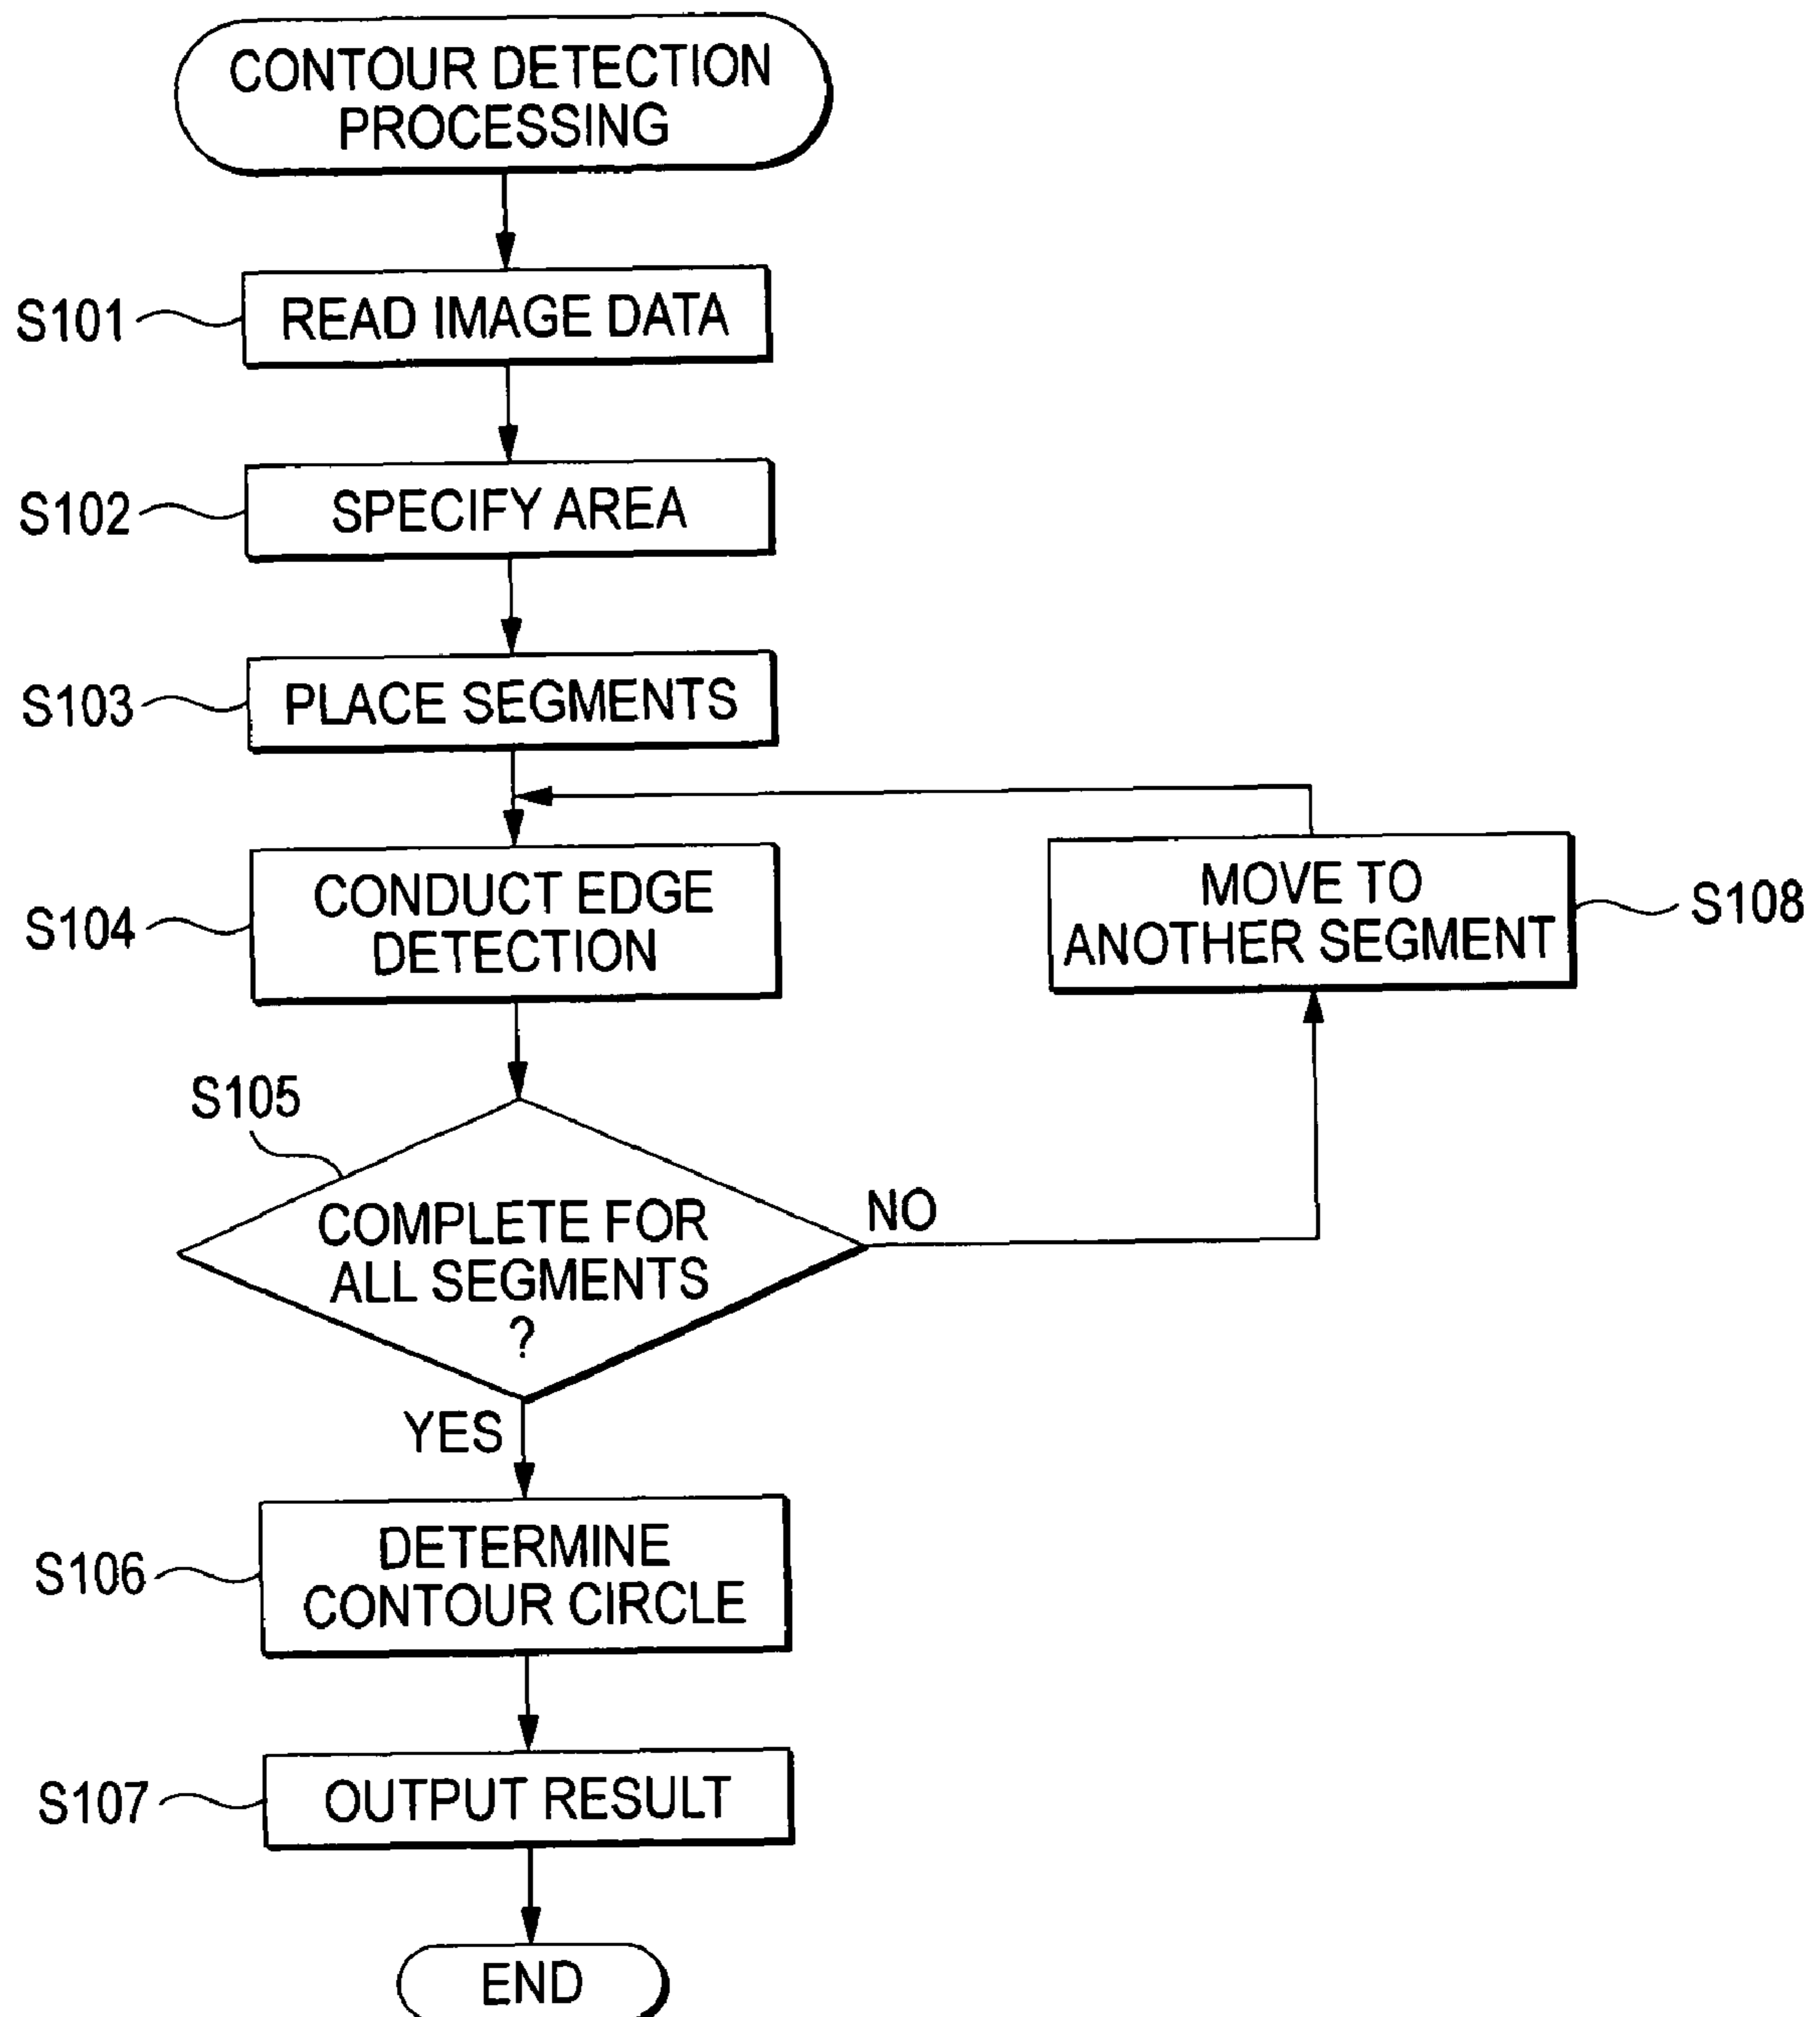 CONTOUR DETECTION
PROCESSING
S101
READ IMAGE DATA
S102
SPECIFY AREA
S103
PLACE SEGMENTS
S104
CONDUCT EDGE
DETECTION
MOVE TO
ANOTHER SEGMENT
S108
S105
COMPLETE FOR
ALL SEGMENTS
?
NO
YES
S106
DETERMINE
CONTOUR CIRCLE
S107
OUTPUT RESULT
END